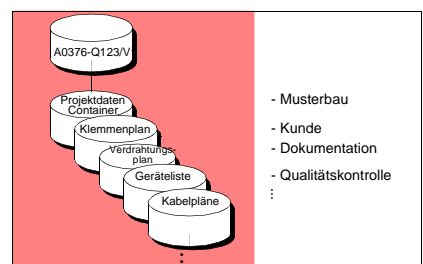 A0376-Q123/V
Projektdaten
Container
Klemmenplan
Verdrahtungs-
plan
Geräteliste
Kabelpläne
- Musterbau
- Kunde
- Dokumentation
- Qualitätskontrolle